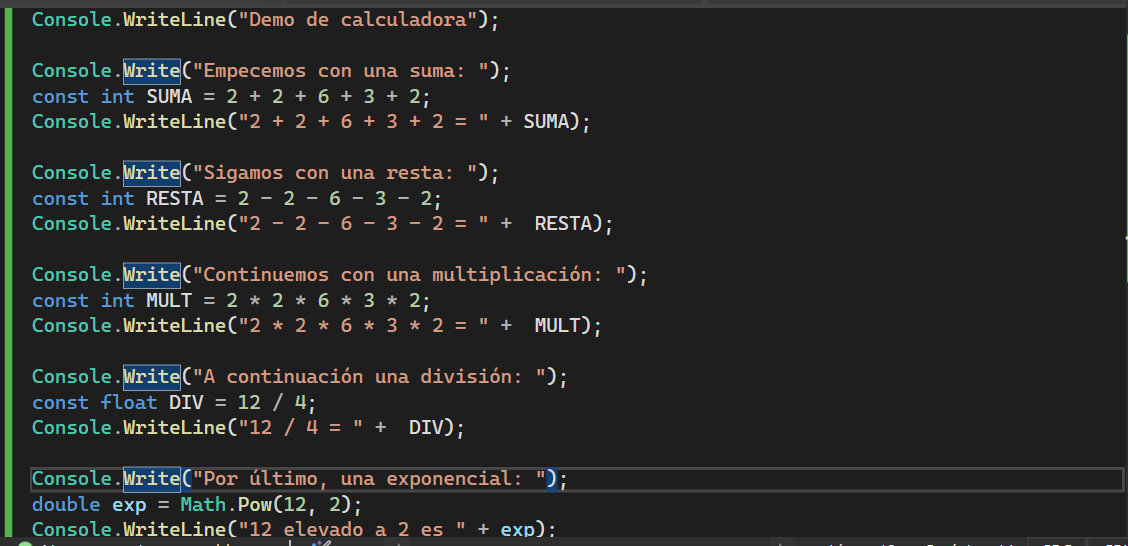 Console.WriteLine("Demo de calculadora");
Console.Write("Empecemos con una suma: ");
const int SUMA = 2 + 2 + 6 + 3 + 2;
Console.WriteLine("2 + 2 + 6 + 3 + 2 = " + SUMA);
Console.Write("Sigamos con una resta: ");
const int RESTA = 2 - 2 - 6 - 3 - 2;
Console.WriteLine("2 - 2 - 6 - 3 - 2 = " +  RESTA);
Console.Write("Continuemos con una multiplicación: ");
const int MULT = 2 * 2 * 6 * 3 * 2;
Console.WriteLine("2 * 2 * 6 * 3 * 2 = " +  MULT);
Console.Write("A continuación una división: ");
const float DIV = 12 / 4;
Console.WriteLine("12 / 4 = " +  DIV);
Console.Write("Por último, una exponencial: ");
double exp = Math.Pow(12, 2);
Console.WriteLine("12 elevado a 2 es " + exp);